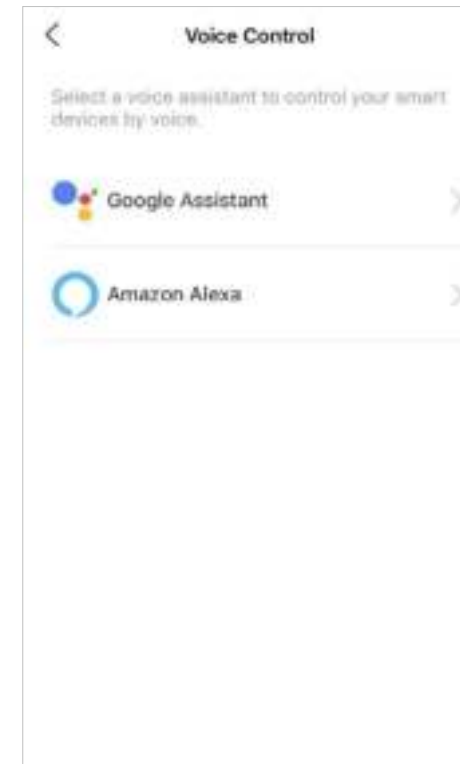 Voice Control
Select a voice assistant to control your smart
devices by voice.
Google Assistant
Amazon Alexa